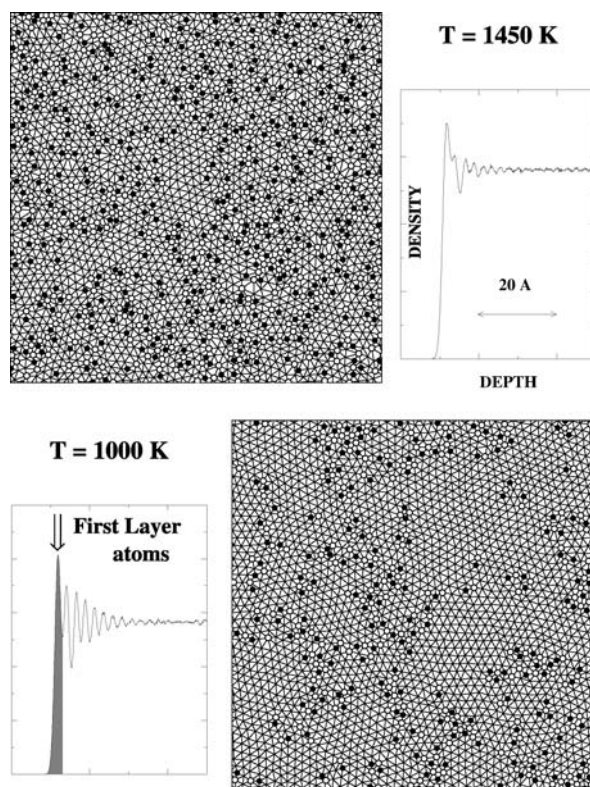 T = 1450 K
DENSITY
20 A
DEPTH
T = 1000 K
First Layer
atoms